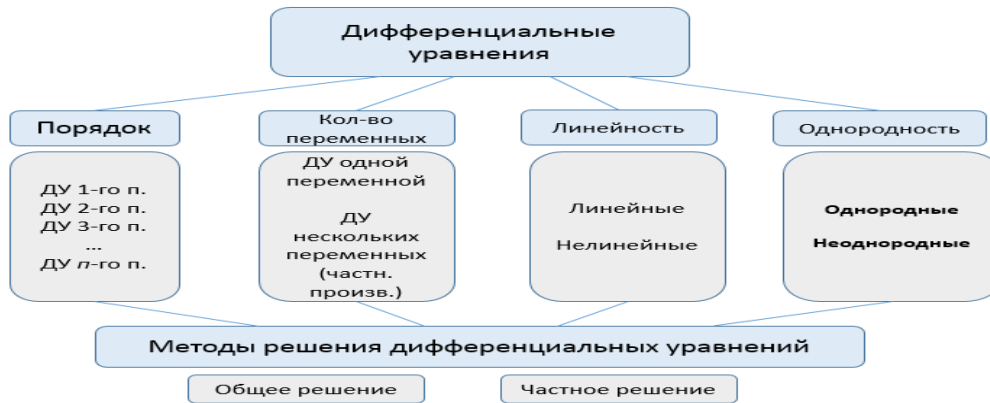 Дифференциальные
уравнения
Порядок
Кол-во
переменных
Линейность
Однородность
ДУ 1-го п.
ДУ 2-го п.
ДУ 3-го п.
...
ДУ n-го п.
ДУ одной
переменной
ДУ
нескольких
переменных
(частн.
произв.)
Линейные
Нелинейные
Однородные
Неоднородные
Методы решения дифференциальных уравнений
Общее решение
Частное решение